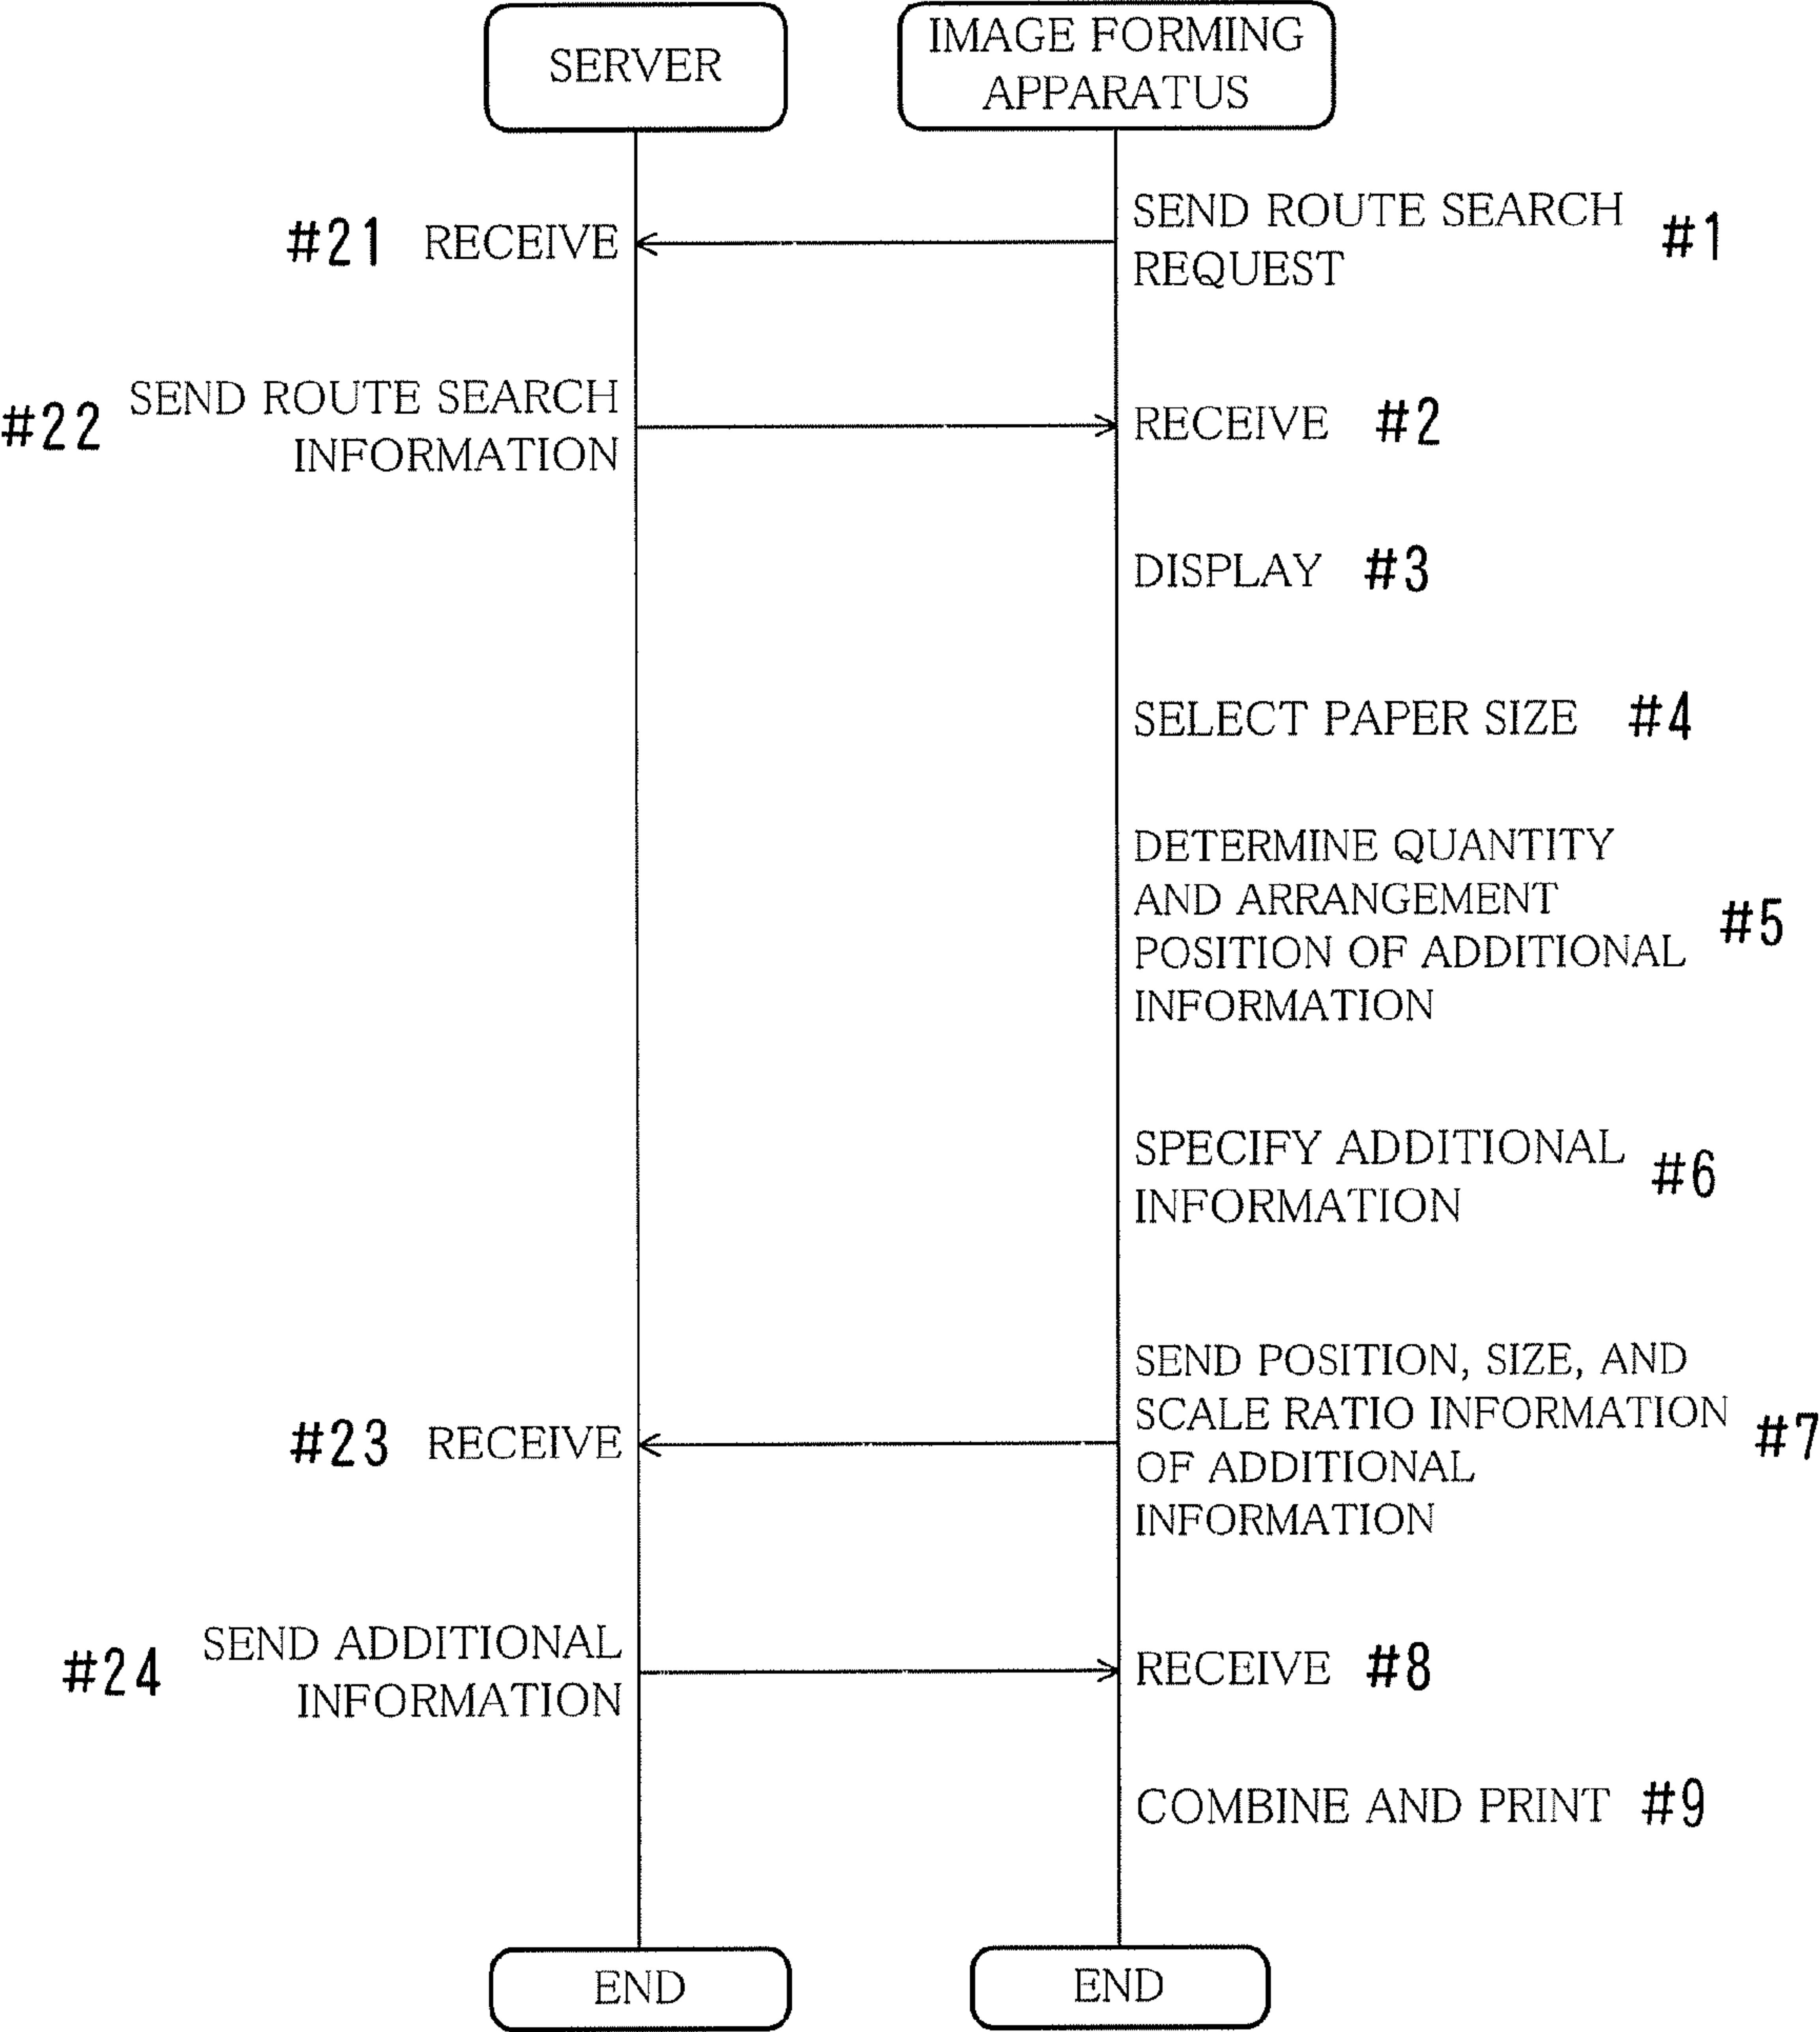 SERVER
IMAGE FORMING
APPARATUS
#21 RECEIVE
SEND ROUTE SEARCH
REQUEST
#1
#22
SEND ROUTE SEARCH
INFORMATION
RECEIVE #2
DISPLAY #3
SELECT PAPER SIZE #4
DETERMINE QUANTITY
AND ARRANGEMENT
POSITION OF ADDITIONAL
INFORMATION
#5
SPECIFY ADDITIONAL
INFORMATION
#6
#23 RECEIVE
SEND POSITION, SIZE, AND
SCALE RATIO INFORMATION
OF ADDITIONAL
INFORMATION
#7
#24
SEND ADDITIONAL
INFORMATION
RECEIVE #8
COMBINE AND PRINT #9
END
END